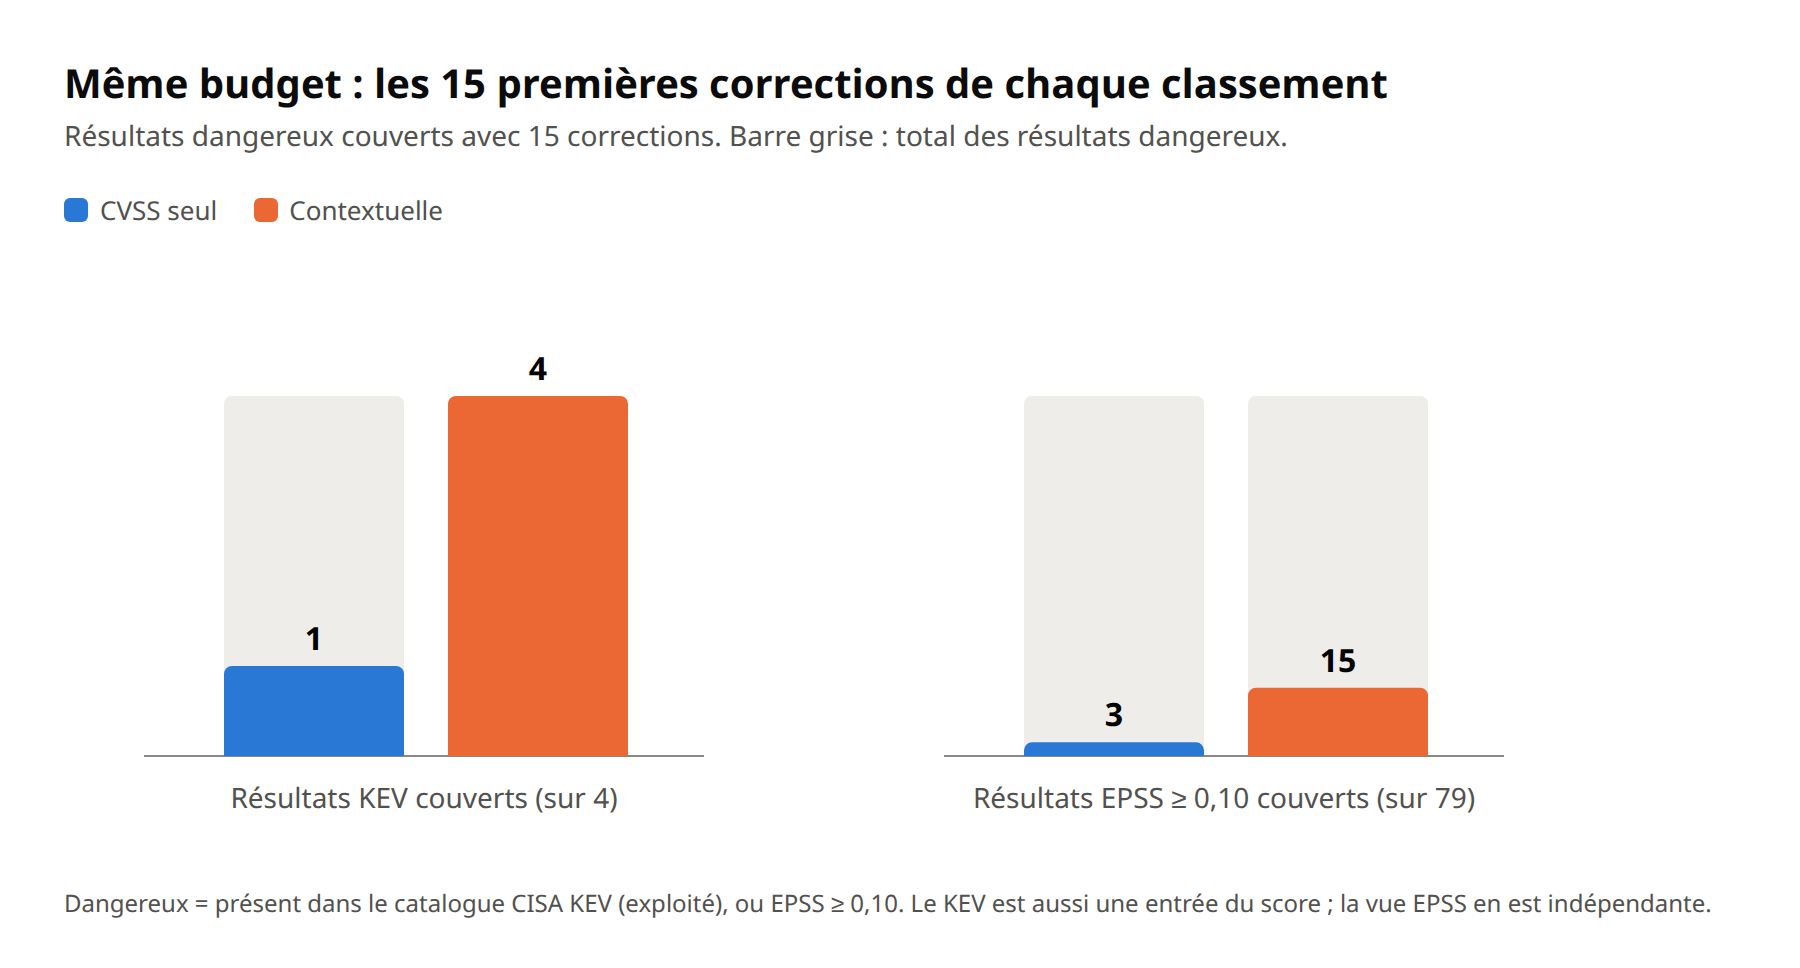 Même budget : les 15 premières corrections de chaque classement
Résultats dangereux couverts avec 15 corrections. Barre grise : total des résultats dangereux.
CVSS seul
Contextuelle
1
4
Résultats KEV couverts (sur 4)
3
15
Résultats EPSS ≥ 0,10 couverts (sur 79)
Dangereux = présent dans le catalogue CISA KEV (exploité), ou EPSS ≥ 0,10. Le KEV est aussi une entrée du score ; la vue EPSS en est indépendante.